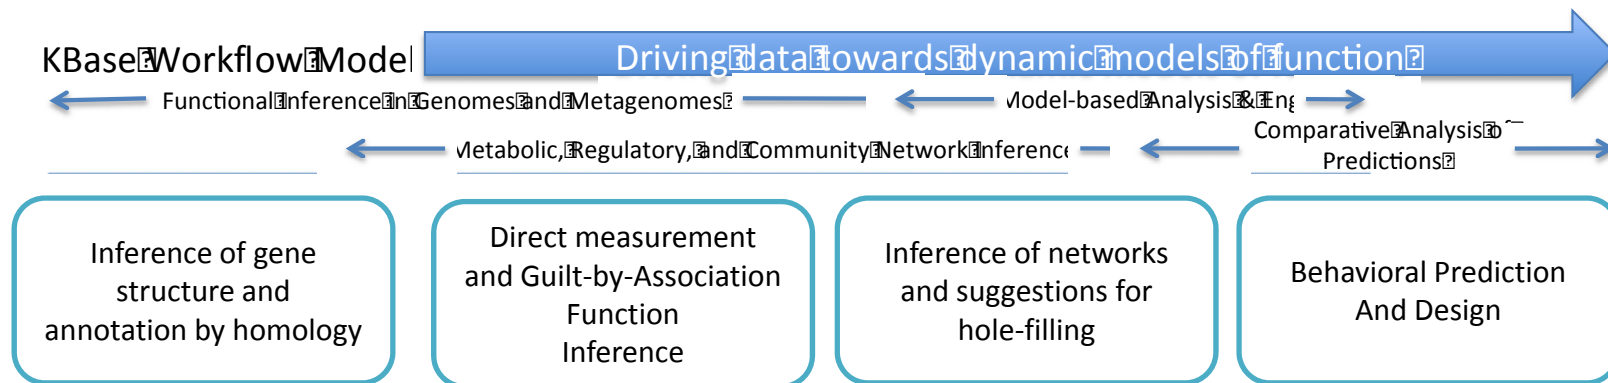 KBase Workflow Model
Driving data towards dynamic models of function
Functional Inference in Genomes and Metagenomes
Model-based Analysis & Eng
Metabolic, Regulatory, and Community Network Inference
Comparative Analysis of
Predictions
Inference of gene
structure and
annotation by homology
Direct measurement
and Guilt-by-Association
Function
Inference
Inference of networks
and suggestions for
hole-filling
Behavioral Prediction
And Design